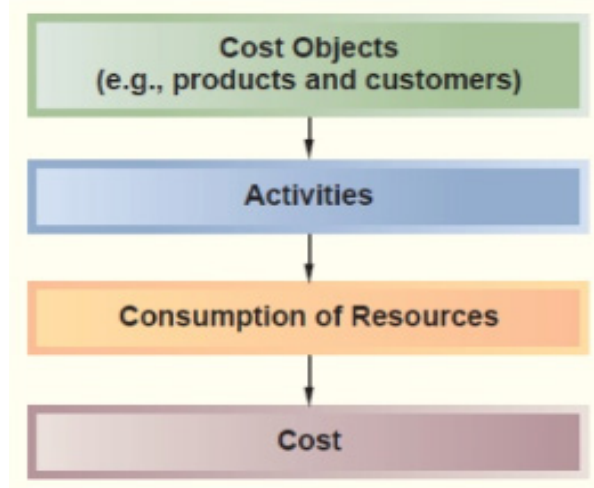 Cost Objects
(e.g., products and customers)
Activities
Consumption of Resources
Cost